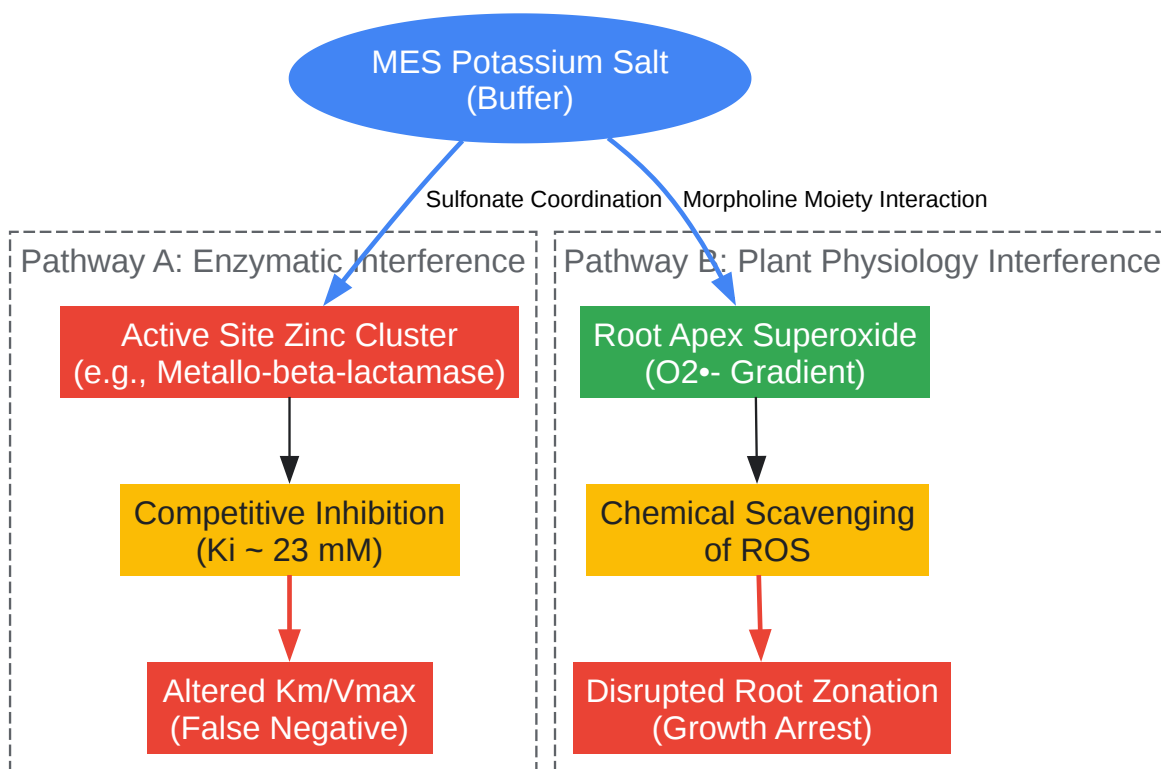 MES Potassium Salt
(Buffer)
Sulfonate Coordination
Morpholine Moiety Interaction
Pathway A: Enzymatic Interference
Active Site Zinc Cluster
(e.g., Metallo-beta-lactamase)
Competitive Inhibition
(Ki ~ 23 mM)
Altered Km/Vmax
(False Negative)
Pathway B: Plant Physiology Interference
Root Apex Superoxide
(O2•- Gradient)
Chemical Scavenging
of ROS
Disrupted Root Zonation
(Growth Arrest)